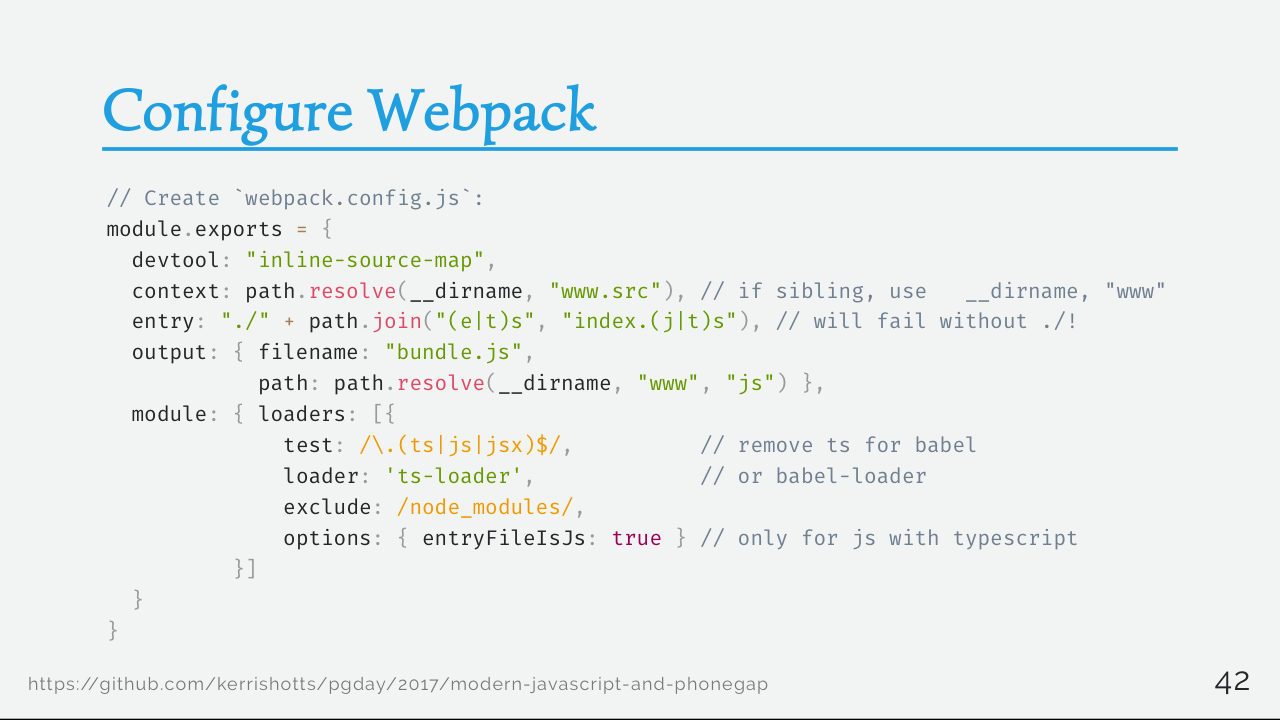 Configure Webpack
// Create `webpack.config.js`:
module.exports = {
  devtool: "inline-source-map",
  context: path.resolve(__dirname, "www.src"), // if sibling, use   __dirname, "www"
  entry: "./" + path.join("(e|t)s", "index.(j|t)s"), // will fail without ./!
  output: { filename: "bundle.js",
            path: path.resolve(__dirname, "www", "js") },
  module: { loaders: [{
              test: /\.(ts|js|jsx)$/,          // remove ts for babel
              loader: 'ts-loader',             // or babel-loader
              exclude: /node_modules/,
              options: { entryFileIsJs: true } // only for js with typescript
          }]
  }
}
https://github.com/kerrishotts/pgday/2017/modern-javascript-and-phonegap
42